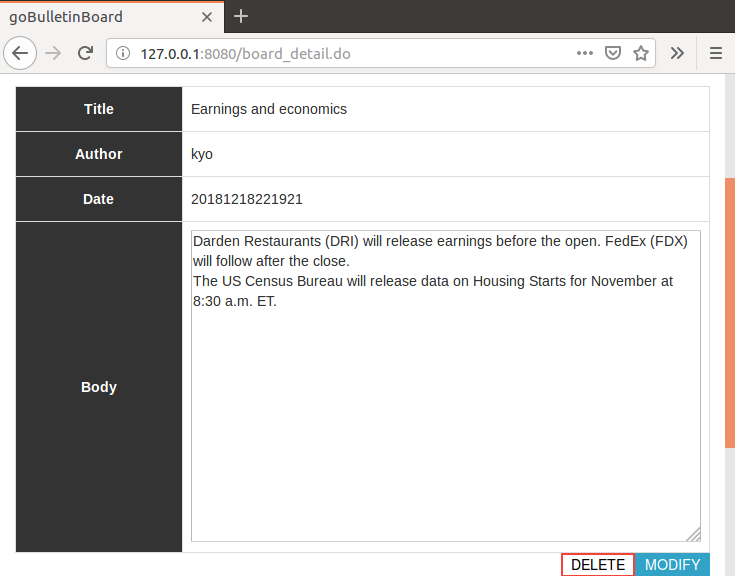 goBulletinBoard
127.0.0.1:8080/board_detail.do
Title Earnings and economics
Author kyo
Date 20181218221921
Darden Restaurants (DRI) will release earnings before the open. FedEx (FDX)
will follow after the close.
The US Census Bureau will release data on Housing Starts for November at
8:30 a.m. ET.
Body
DELETE MODIFY